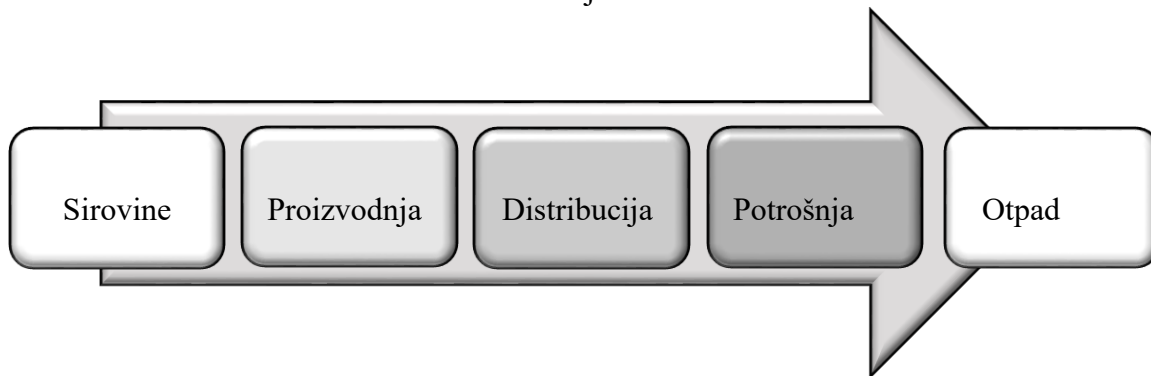 Sirovine
Proizvodnja
Distribucija
Potrošnja
Otpad